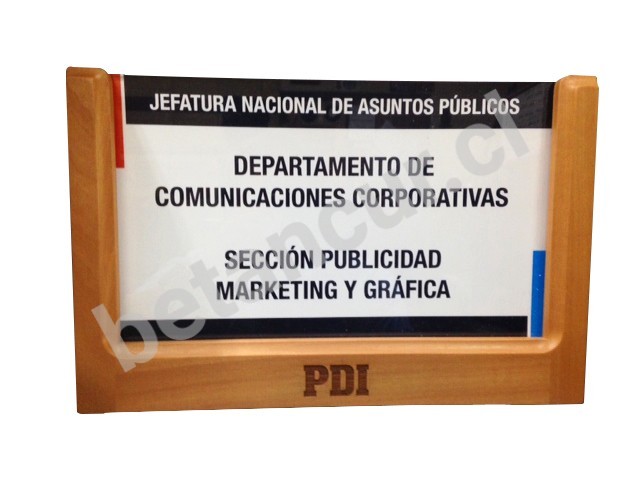 JEFATURA NACIONAL DE ASUNTOS PÚBLICOS
DEPARTAMENTO DE
COMUNICACIONES CORPORATIVAS
SECCIÓN PUBLICIDAD
MARKETING Y GRÁFICA
PDI
betancur.cl